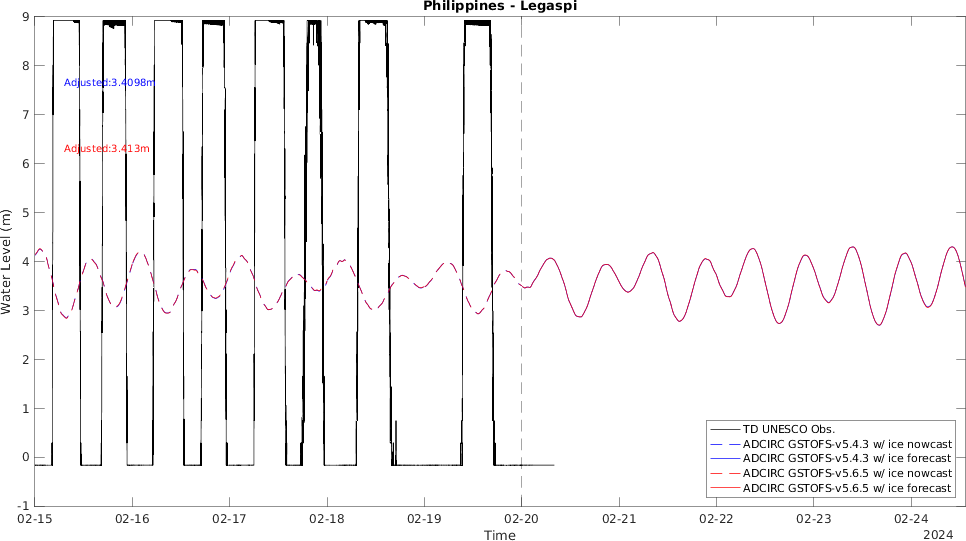 Philippines - Legaspi
9
8
7
6
5
4
3
2
1
0
-1
Water Level (m)
Adjusted:3.4098m
Adjusted:3.413m
TD UNESCO Obs.
ADCIRC GSTOFS-v5.4.3 w/ ice nowcast
ADCIRC GSTOFS-v5.4.3 w/ ice forecast
ADCIRC GSTOFS-v5.6.5 w/ ice nowcast
ADCIRC GSTOFS-v5.6.5 w/ ice forecast
02-15 02-16 02-17 02-18 02-19 02-20 02-21 02-22 02-23 02-24
Time
2024